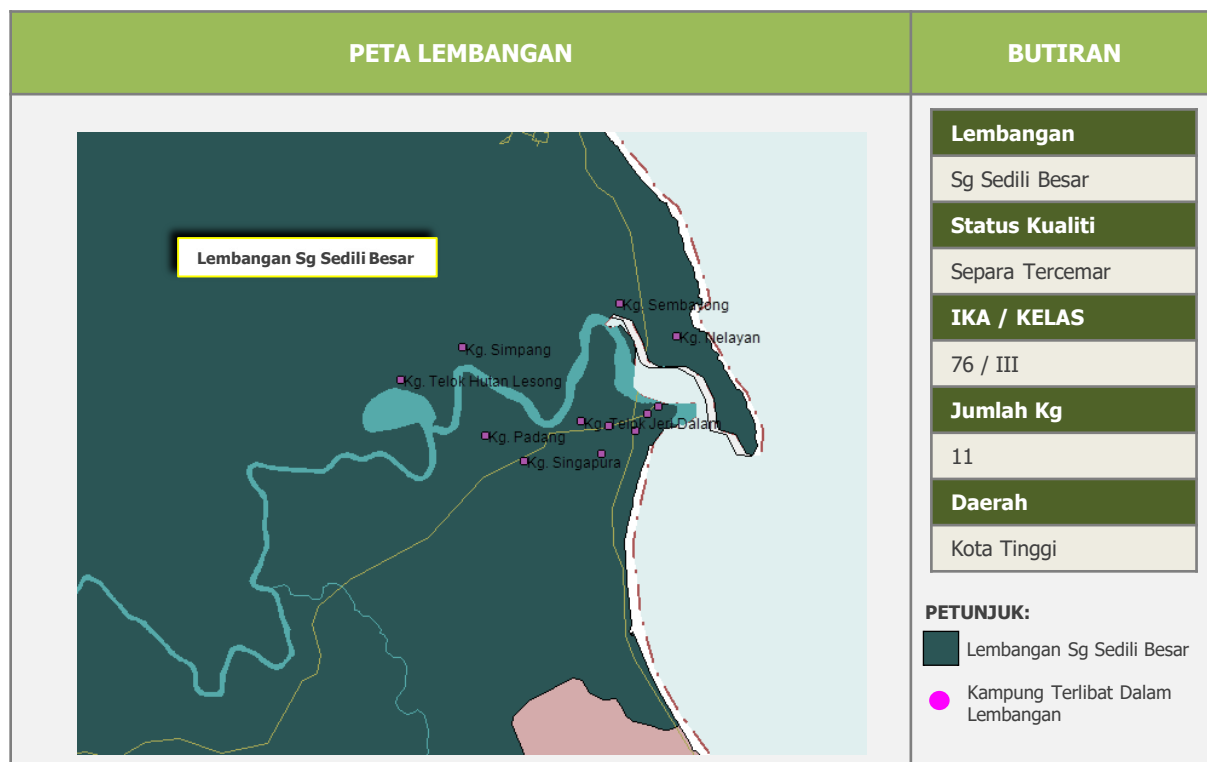 PETA LEMBANGAN
BUTIRAN
Lembangan Sg Sedili Besar
Kg. Sembayong
Kg. Nelayan
Kg. Simpang
Kg. Telok Hutan Lesong
Kg. Telok Jeri Dalam
Kg. Padang
Kg. Singapura
Lembangan
Sg Sedili Besar
Status Kualiti
Separa Tercemar
IKA / KELAS
76 / III
Jumlah Kg
11
Daerah
Kota Tinggi
PETUNJUK:
Lembangan Sg Sedili Besar
Kampung Terlibat Dalam
Lembangan